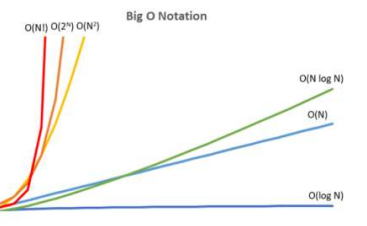 Big O Notation
O(N!) O(2ᴺ) O(N²)
O(N log N)
O(N)
O(log N)